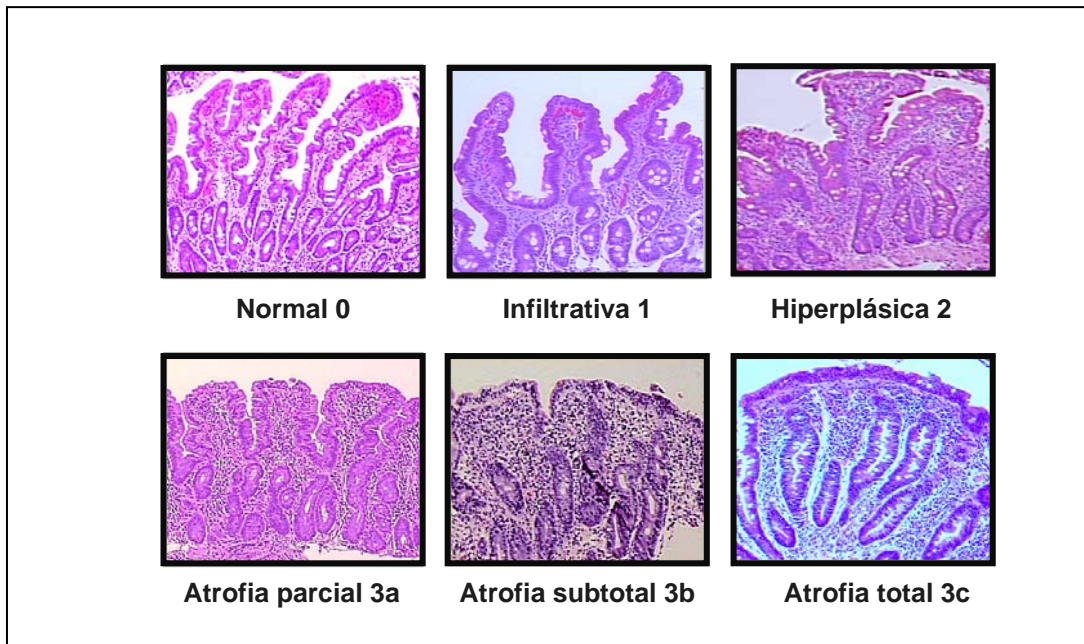 Normal 0
Infiltrativa 1
Hiperplásica 2
Atrofia parcial 3a
Atrofia subtotal 3b
Atrofia total 3c